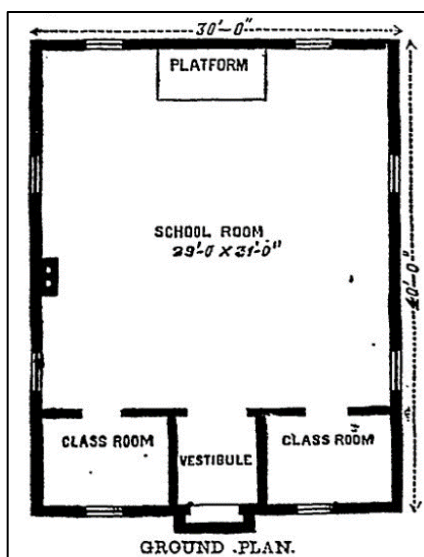 30'-0"
PLATFORM
SCHOOL ROOM
29'-0 X 31'-0"
40'-0"
CLASS ROOM
VESTIBULE
CLASS ROOM
GROUND PLAN.